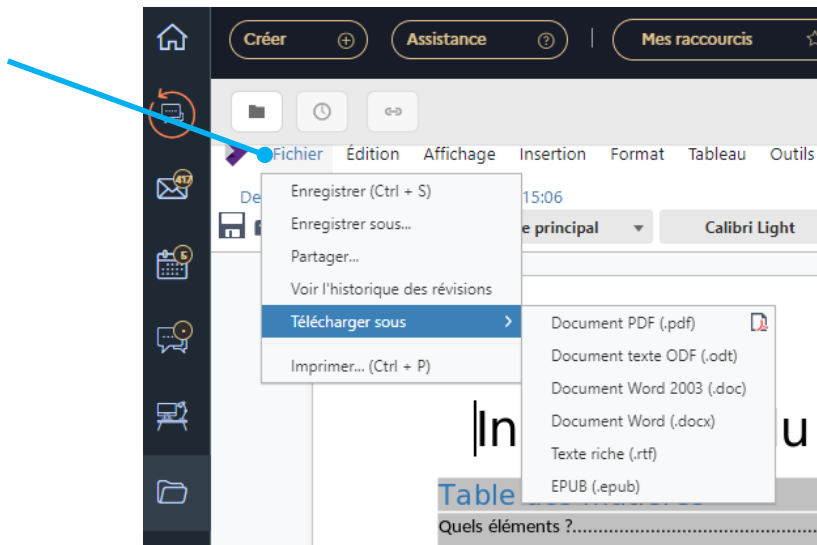 Créer
Assistance
Mes raccourcis
Fichier Édition Affichage Insertion Format Tableau Outils
417
De
15:06
Enregistrer (Ctrl + S)
Enregistrer sous...
e principal
Calibri Light
Partager...
5
Voir l'historique des révisions
Télécharger sous
Imprimer... (Ctrl + P)
Document PDF (.pdf)
Document texte ODF (.odt)
Document Word 2003 (.doc)
Document Word (.docx)
Texte riche (.rtf)
EPUB (.epub)
In
u
Table
Quels éléments ?